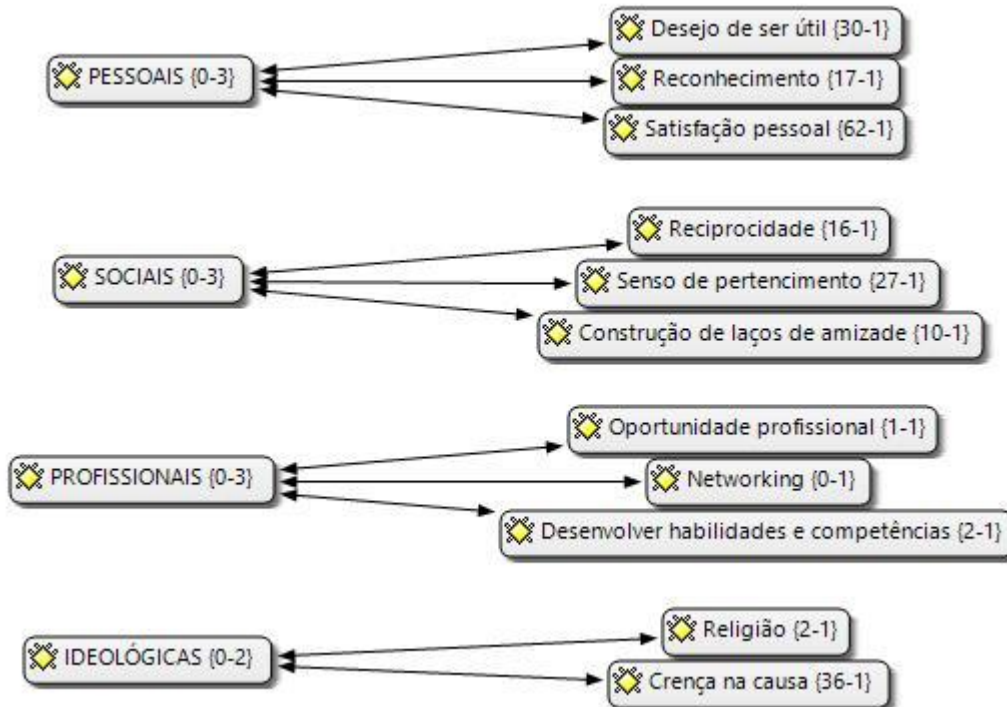 PESSOAIS {0-3}
Desejo de ser útil {30-1}
Reconhecimento {17-1}
Satisfação pessoal {62-1}
SOCIAIS {0-3}
Reciprocidade {16-1}
Senso de pertencimento {27-1}
Construção de laços de amizade {10-1}
PROFISSIONAIS {0-3}
Oportunidade profissional {1-1}
Networking {0-1}
Desenvolver habilidades e competências {2-1}
IDEOLÓGICAS {0-2}
Religião {2-1}
Crença na causa {36-1}